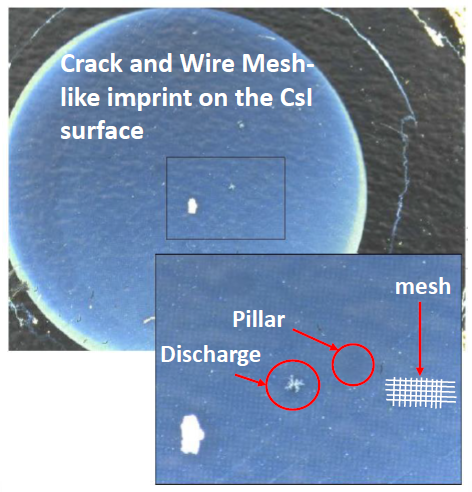 Crack and Wire Mesh-
like imprint on the CsI
surface
mesh
Pillar
Discharge